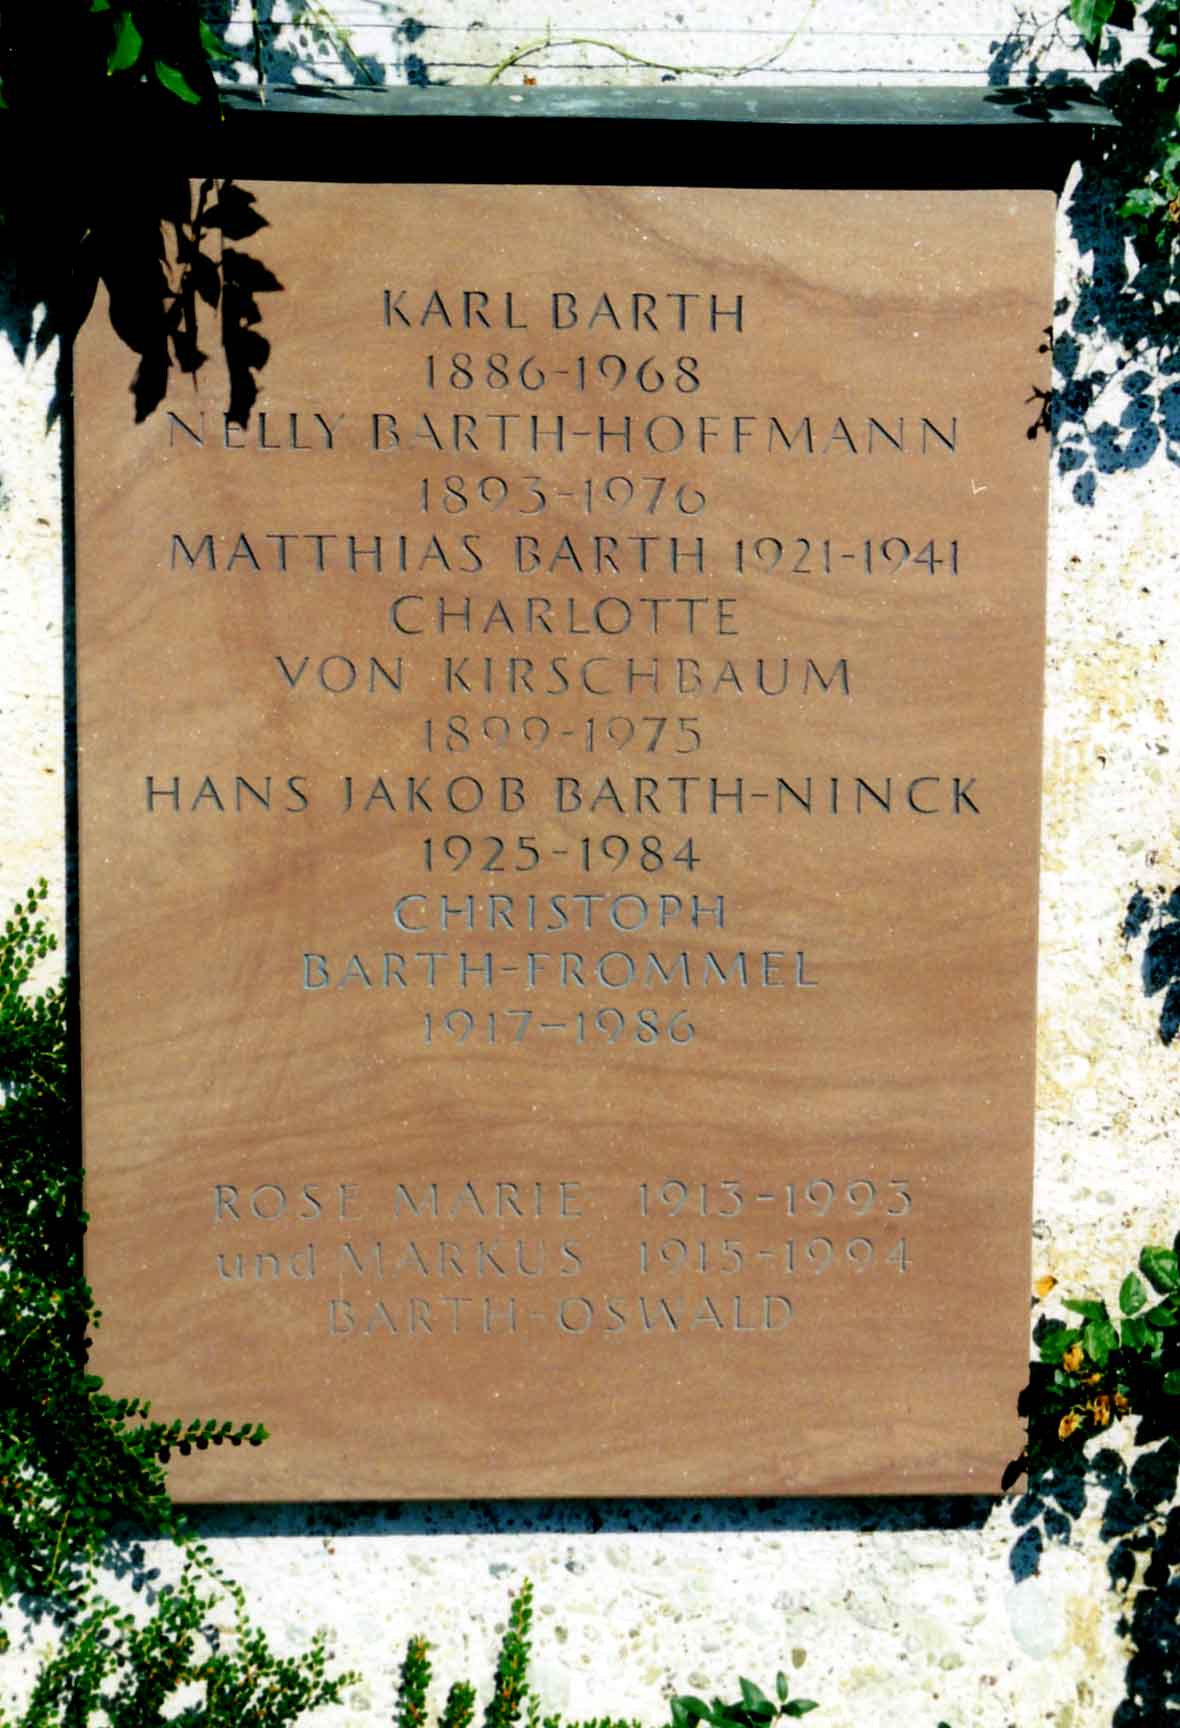 KARL BARTH
1886-1968
NELLY BARTH-HOFFMANN
1893-1976
MATTHIAS BARTH 1921-1941
CHARLOTTE
VON KIRSCHBAUM
1899-1975
HANS JAKOB BARTH-NINCK
1925-1984
CHRISTOPH
BARTH-FROMMEL
1917-1986
ROSE MARIE 1913-1993
und MARKUS 1915-1994
BARTH-OSWALD